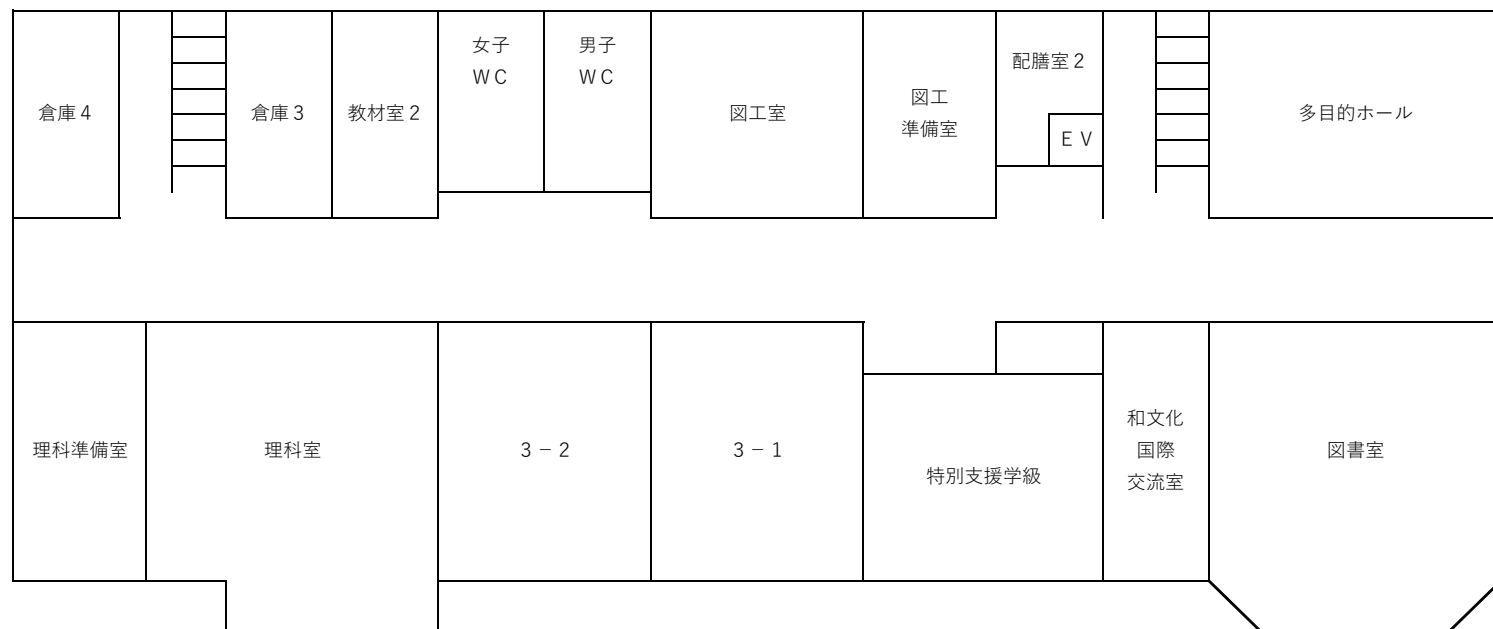 倉庫４
倉庫３
教材室２
女子
ＷＣ
男子
ＷＣ
図工室
図工
準備室
配膳室２
ＥＶ
多目的ホール
理科準備室
理科室
３－２
３－１
特別支援学級
和文化
国際
交流室
図書室